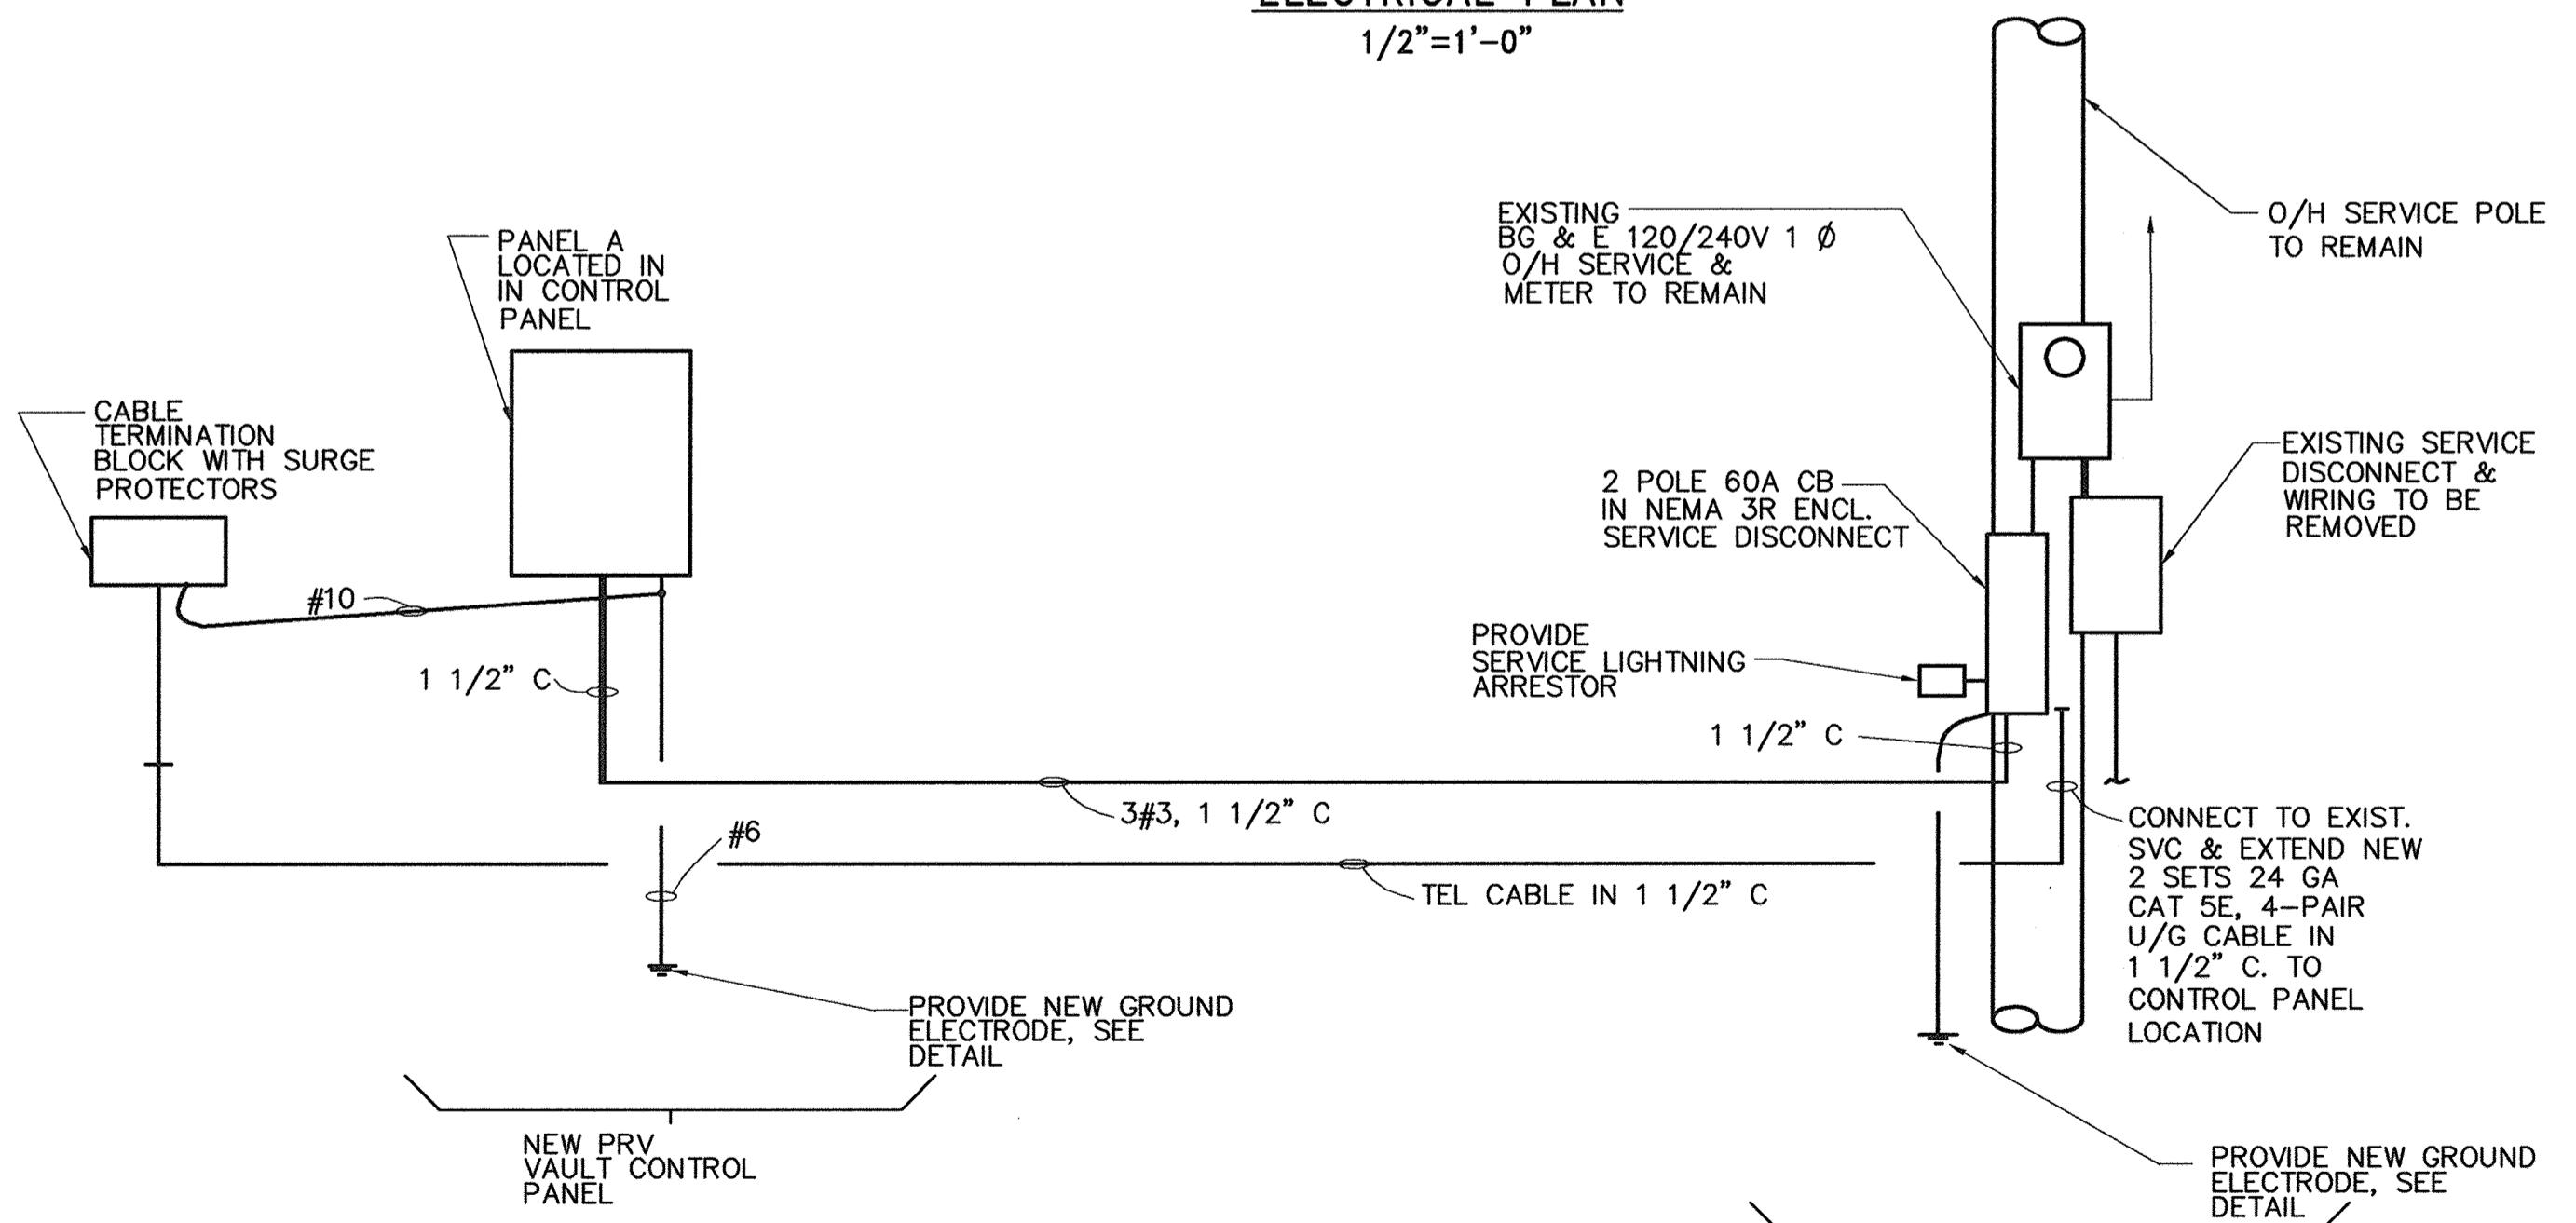 ELECTRICAL PLAN
1/2"=1'-0"
EXISTING
BG & E 120/240V 1 Ø
O/H SERVICE &
METER TO REMAIN
O/H SERVICE POLE
TO REMAIN
PANEL A
LOCATED IN
IN CONTROL
PANEL
CABLE
TERMINATION
BLOCK WITH SURGE
PROTECTORS
2 POLE 60A CB
IN NEMA 3R ENCL.
SERVICE DISCONNECT
EXISTING SERVICE
DISCONNECT &
WIRING TO BE
REMOVED
#10
1 1/2" C
PROVIDE
SERVICE LIGHTNING
ARRESTOR
1 1/2" C
3#3, 1 1/2" C
#6
TEL CABLE IN 1 1/2" C
CONNECT TO EXIST.
SVC & EXTEND NEW
2 SETS 24 GA
CAT 5E, 4-PAIR
U/G CABLE IN
1 1/2" C. TO
CONTROL PANEL
LOCATION
PROVIDE NEW GROUND
ELECTRODE, SEE
DETAIL
NEW PRV
VAULT CONTROL
PANEL
PROVIDE NEW GROUND
ELECTRODE, SEE
DETAIL